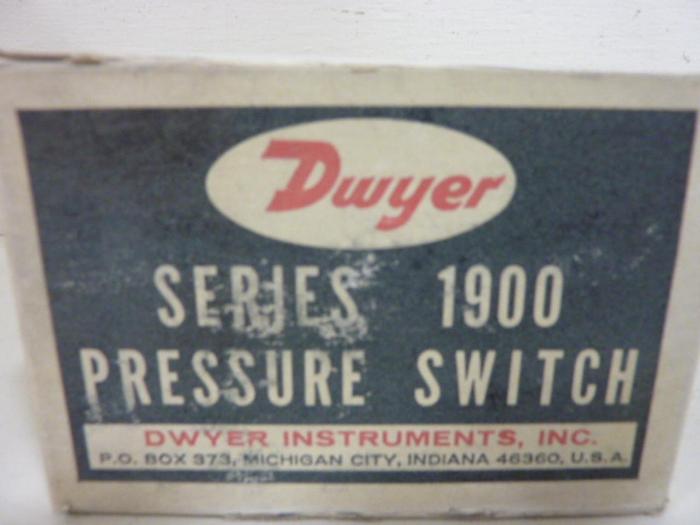 Dwyer
SERIES 1900
PRESSURE SWITCH
DWYER INSTRUMENTS, INC.
P.O. BOX 373, MICHIGAN CITY, INDIANA 46360, U.S.A.